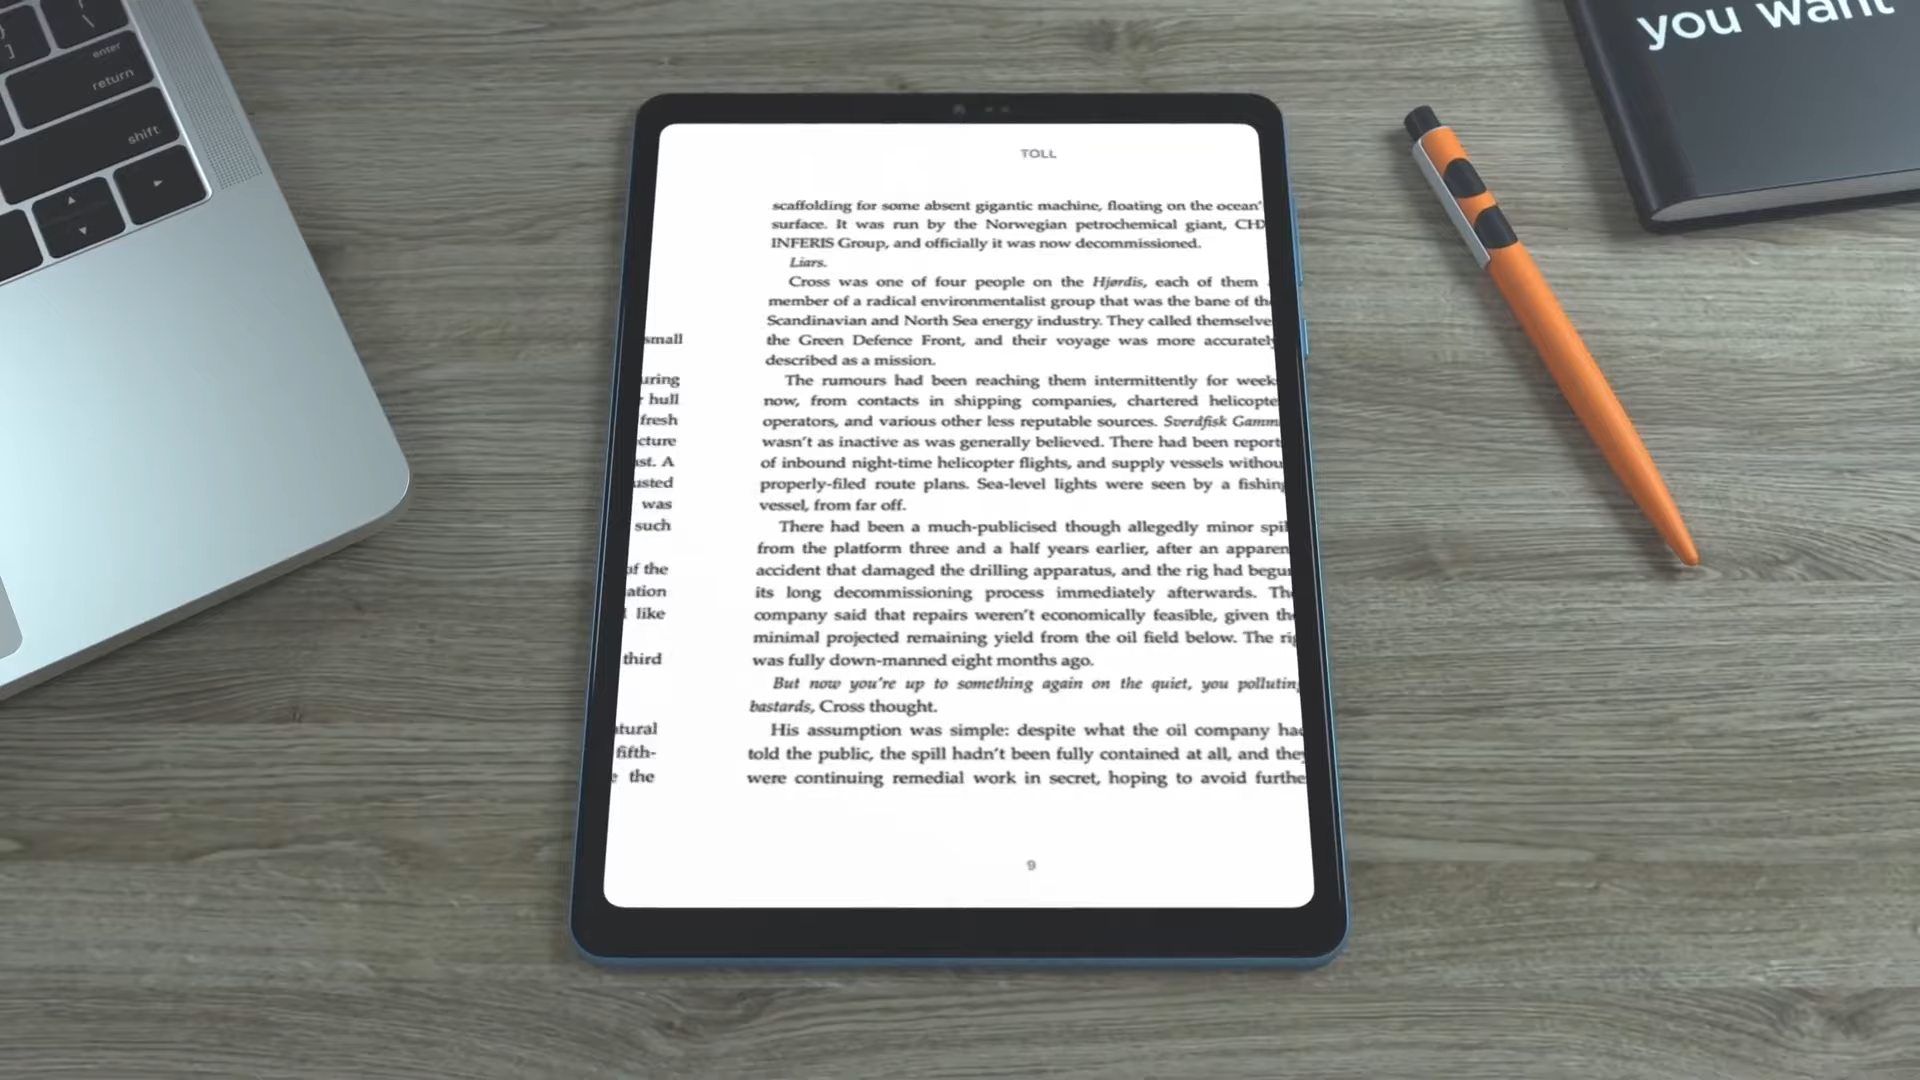 enter
return
shift
you want
TOLL
scaffolding for some absent gigantic machine, floating on the ocean'
surface. It was run by the Norwegian petrochemical giant,
INFERIS Group, and officially it was now decommissioned.
Liars.
Cross was one of four people on the Hjørdis, each of them
member of a radical environmentalist group that was the bane of
Scandinavian and North Sea energy industry. They called themselve
the Green Defence Front, and their voyage was more accuratel
described as a mission.
The rumours had been reaching them intermittently for week
now, from contacts in shipping companies, chartered helicopte
operators, and various other less reputable sources. Sverdfisk Gamm
wasn't as inactive as was generally believed. There had been report
of inbound night-time helicopter flights, and supply vessels withou
properly-filed route plans. Sea-level lights were seen by a fishin
vessel, from far off.
There had been a much-publicised though allegedly minor spil
from the platform three and a half years earlier, after an apparen
accident that damaged the drilling apparatus, and the rig had begu
its long decommissioning process immediately afterwards. Th
company said that repairs weren't economically feasible, given th
minimal projected remaining yield from the oil field below. The ri
was fully down-manned eight months ago.
But now you're up to something again on the quiet, you pollutin
bastards, Cross thought.
His assumption was simple: despite what the oil company ha
told the public, the spill hadn't been fully contained at all, and the
were continuing remedial work in secret, hoping to avoid furthe
9
small
uring
hull
fresh
cture
ust. A
usted
was
such
of the
ation
like
third
tural
fifth-
the